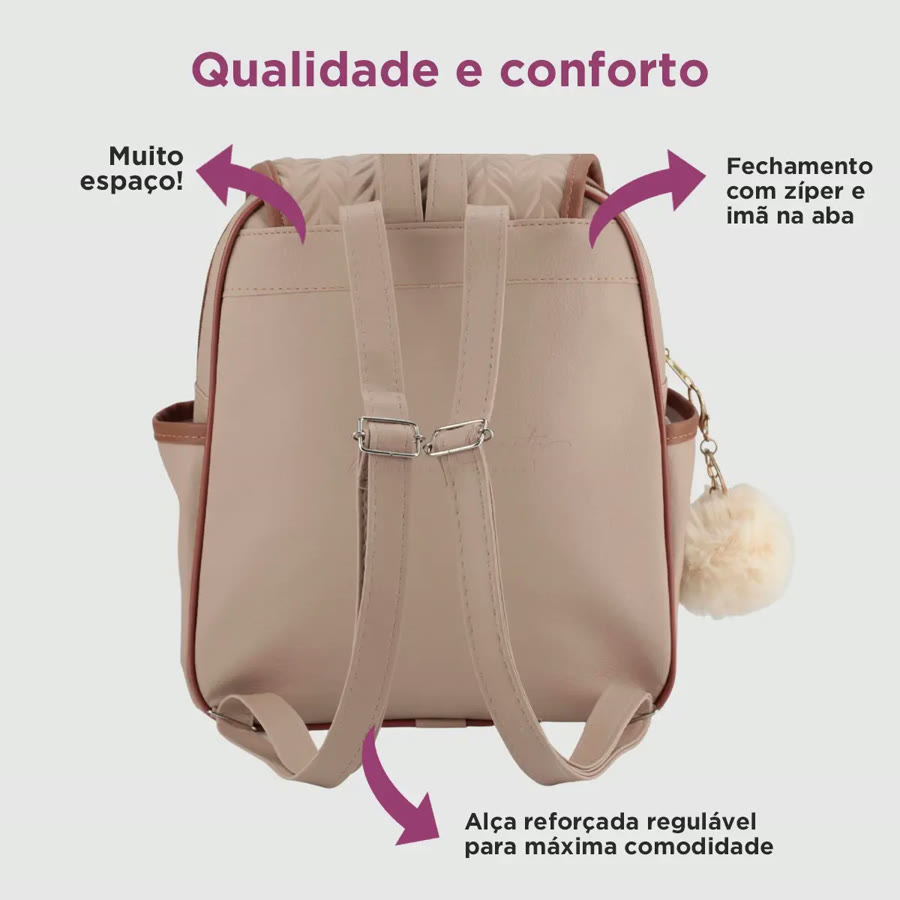 Qualidade e conforto
Muito
espaço!
Fechamento
com zíper e
imã na aba
Alça reforçada regulável
para máxima comodidade